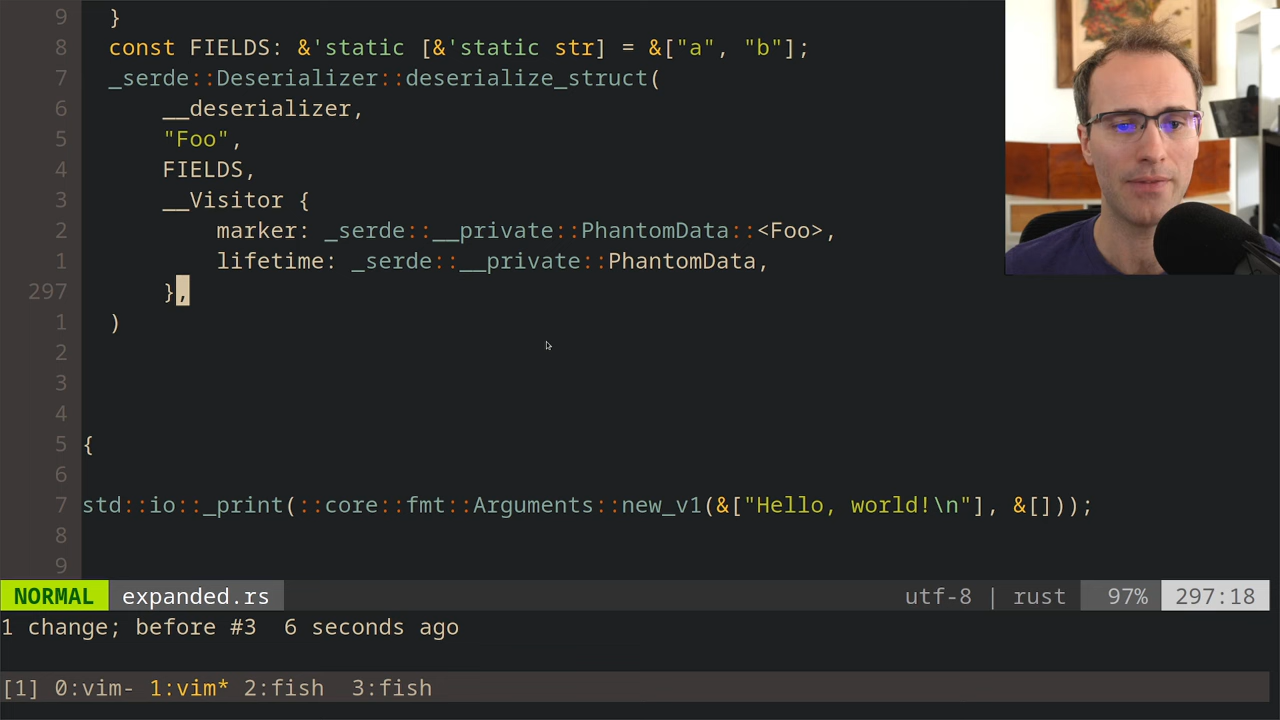 9 }
8 const FIELDS: &'static [&'static str] = &["a", "b"];
7 _serde::Deserializer::deserialize_struct(
6 __deserializer,
5 "Foo",
4 FIELDS,
3 __Visitor {
2 marker: _serde::__private::PhantomData::<Foo>,
1 lifetime: _serde::__private::PhantomData,
297 },
1 )
2
3
4
5 {
6
7 std::io::_print(::core::fmt::Arguments::new_v1(&["Hello, world!\n"], &[]));
8
9
NORMAL expanded.rs utf-8 | rust 97% 297:18
1 change; before #3 6 seconds ago
[1] 0:vim- 1:vim* 2:fish 3:fish